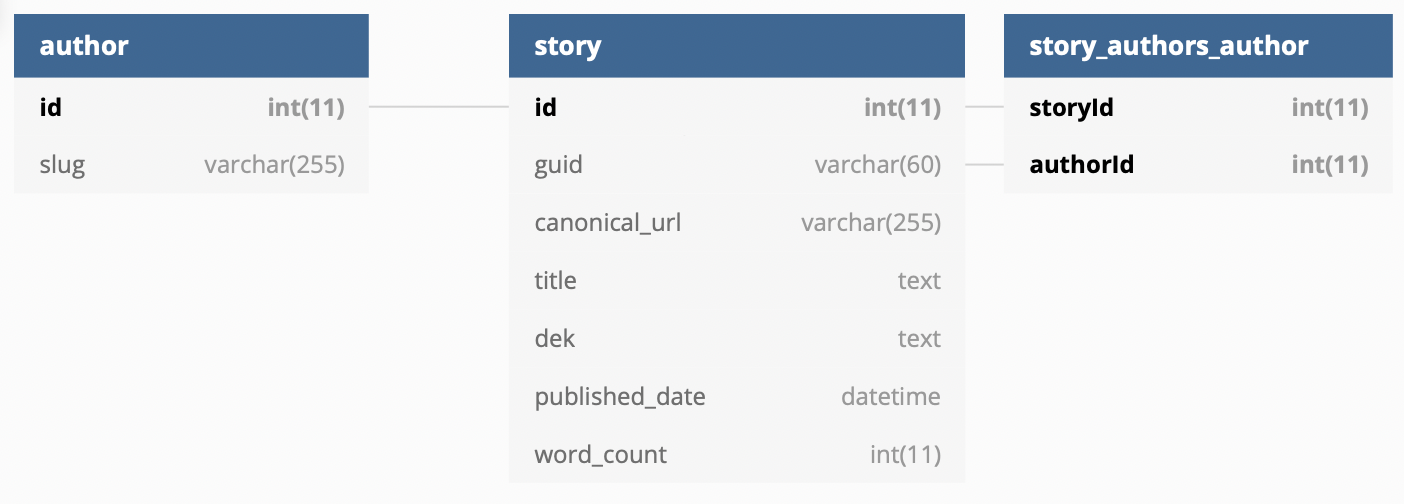 author
id int(11)
slug varchar(255)
story
id int(11)
guid varchar(60)
canonical_url varchar(255)
title text
dek text
published_date datetime
word_count int(11)
story_authors_author
storyId int(11)
authorId int(11)